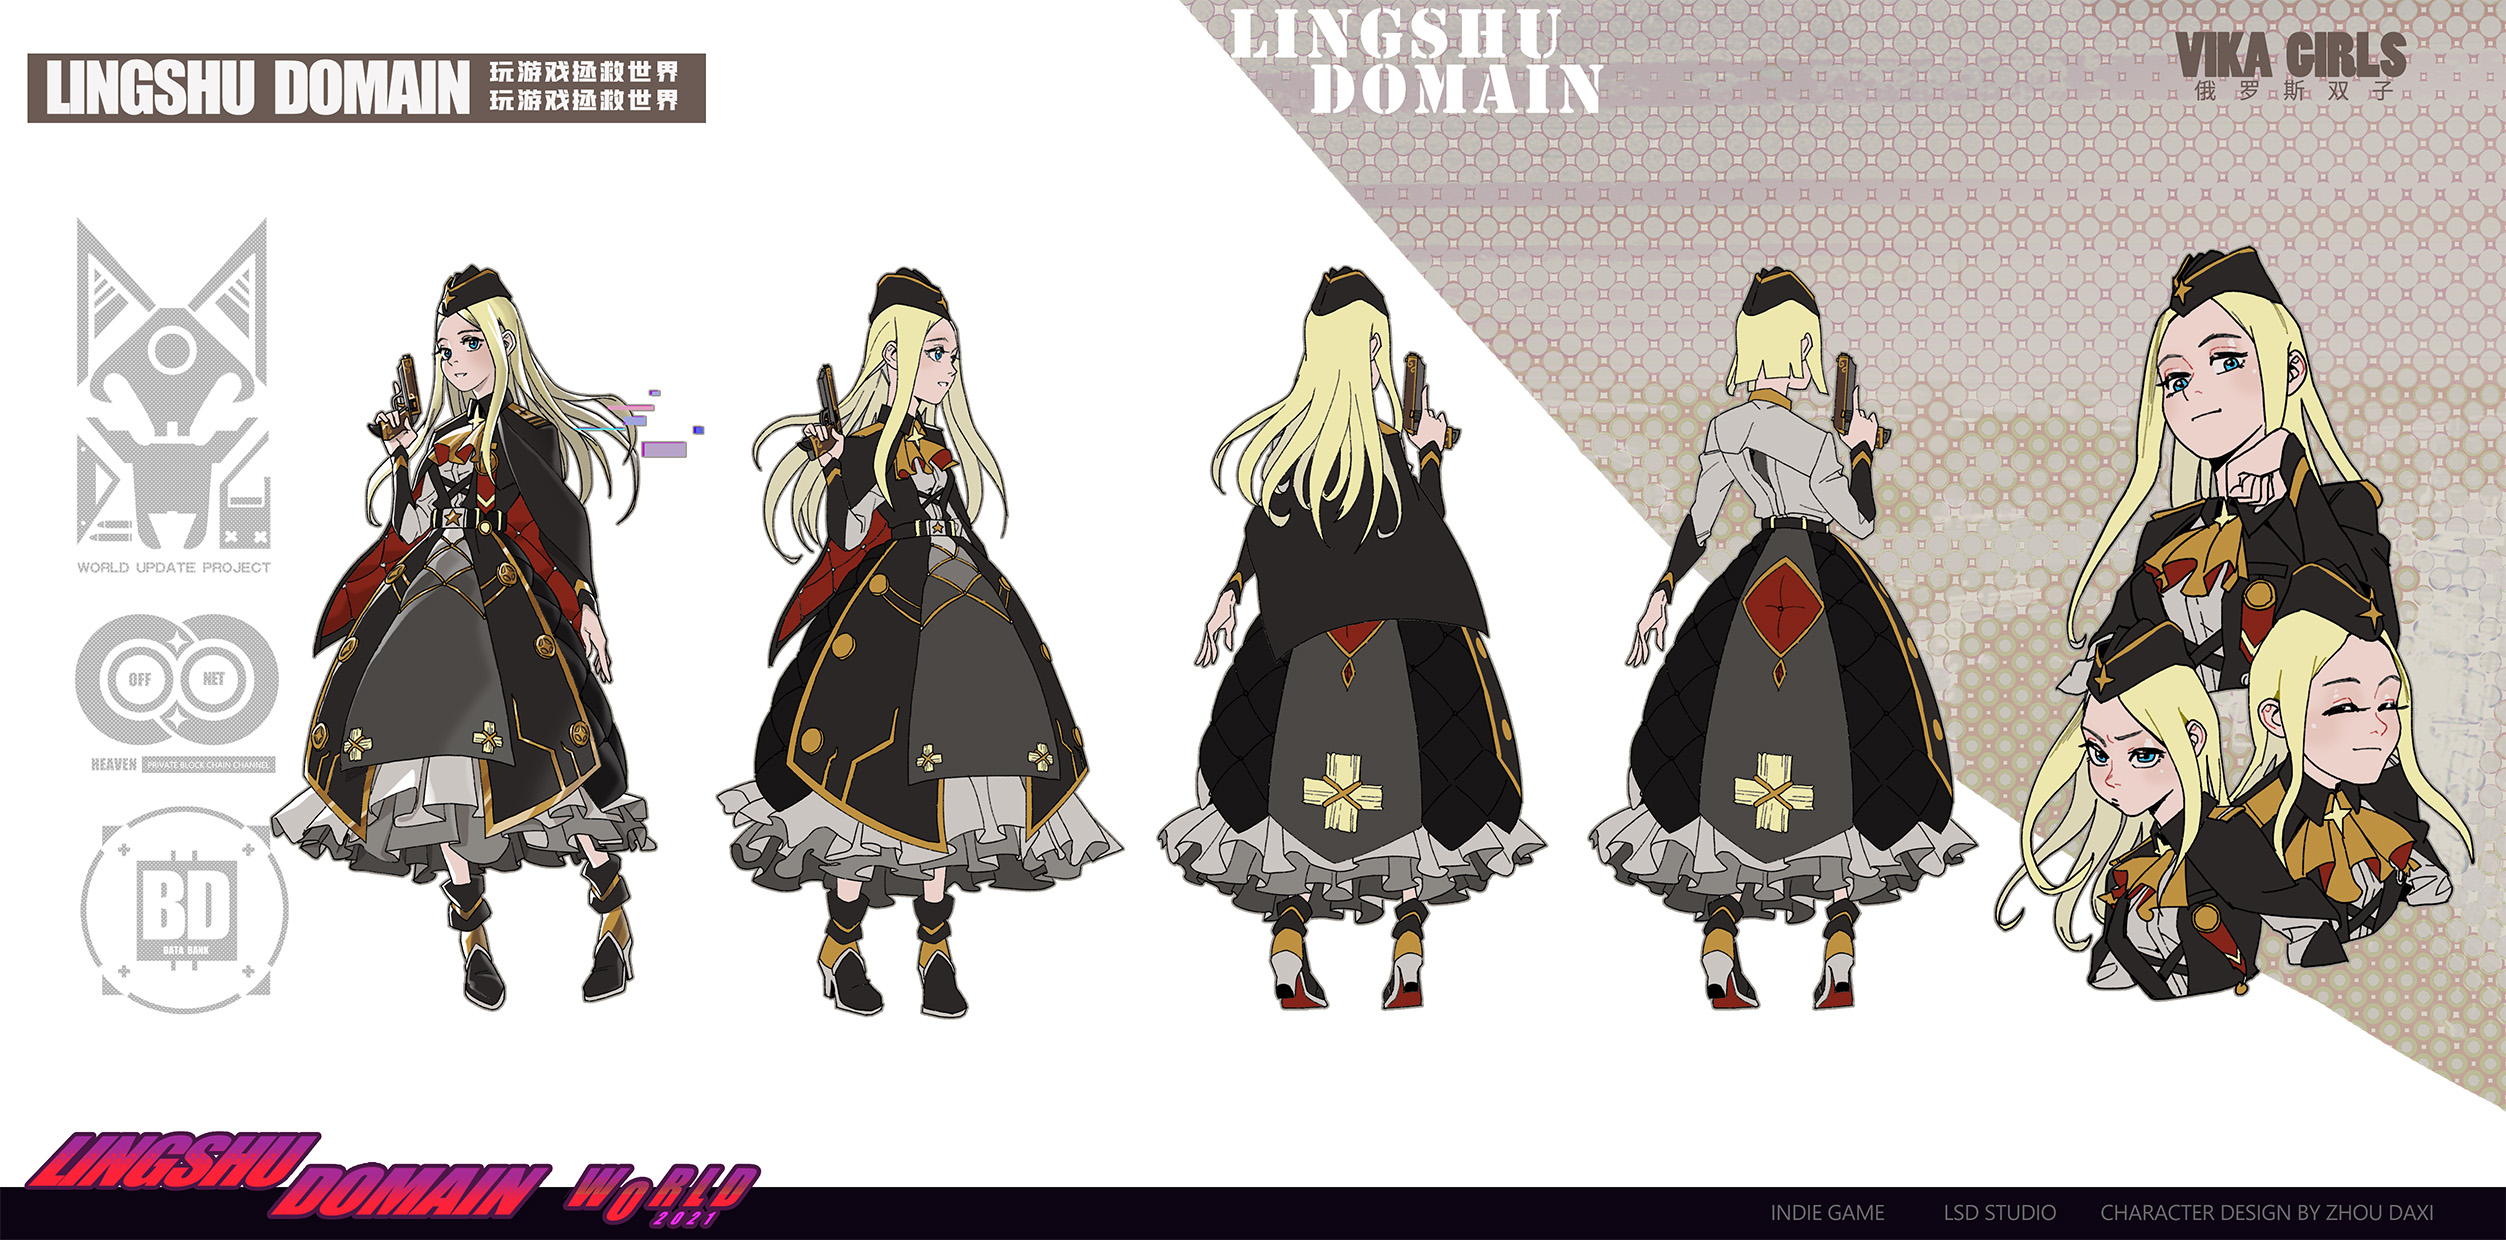 LINGSHU DOMAIN
玩游戏拯救世界
玩游戏拯救世界
LINGSHU
DOMAIN
VIKA GIRLS
俄罗斯双子
WORLD UPDATE PROJECT
OFF NET
HEAVEN PRIVATE BLOCK CHAIN CHANNEL
BD
DATA BANK
LINGSHU
DOMAIN WORLD
2021
INDIE GAME LSD STUDIO CHARACTER DESIGN BY ZHOU DAXI